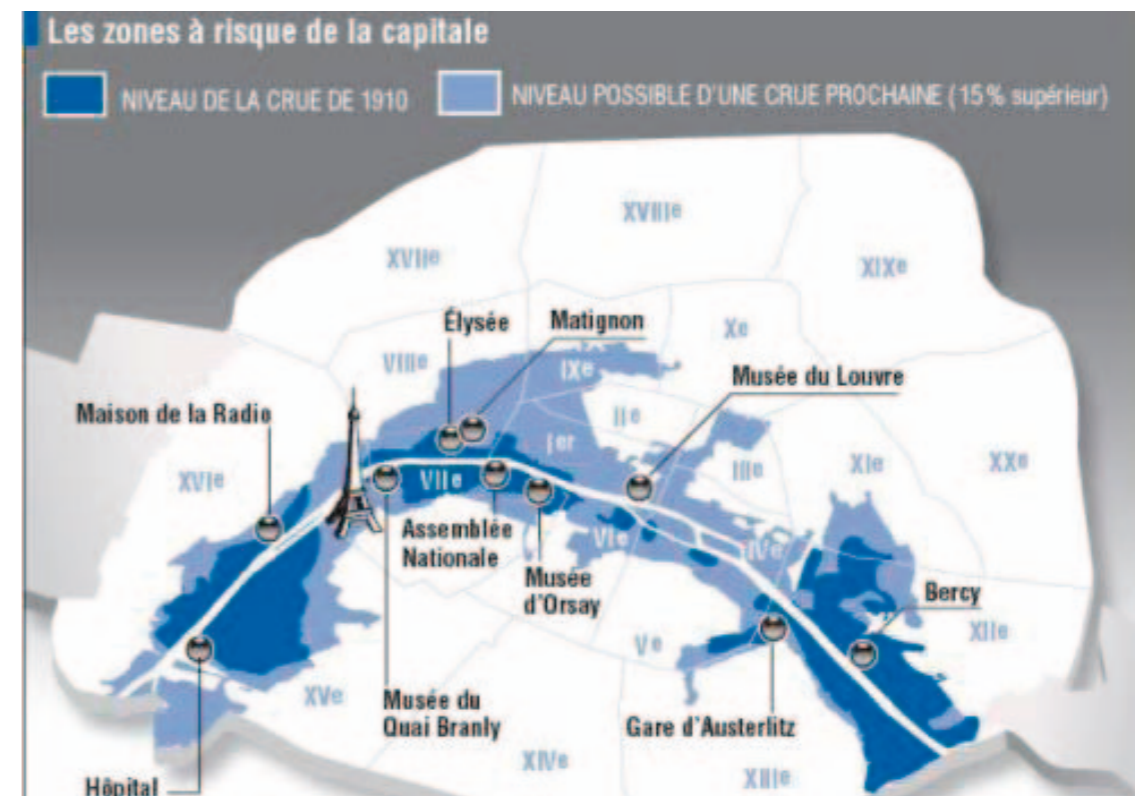 Les zones à risque de la capitale
NIVEAU DE LA CRUE DE 1910
NIVEAU POSSIBLE D'UNE CRUE PROCHAINE (15 % supérieur)
XVIIIe
XVIIe
XIXe
Élysée
Matignon
Xe
VIIIe
IXe
Musée du Louvre
Maison de la Radio
IIe
Ier
XVIe
VIIe
IIIe
XIe
XXe
Assemblée
Nationale
VIe
IVe
Musée
d'Orsay
Bercy
Ve
XIIe
XVe
Musée du
Quai Branly
Gare d'Austerlitz
XIVe
XIIIe
Hôpital